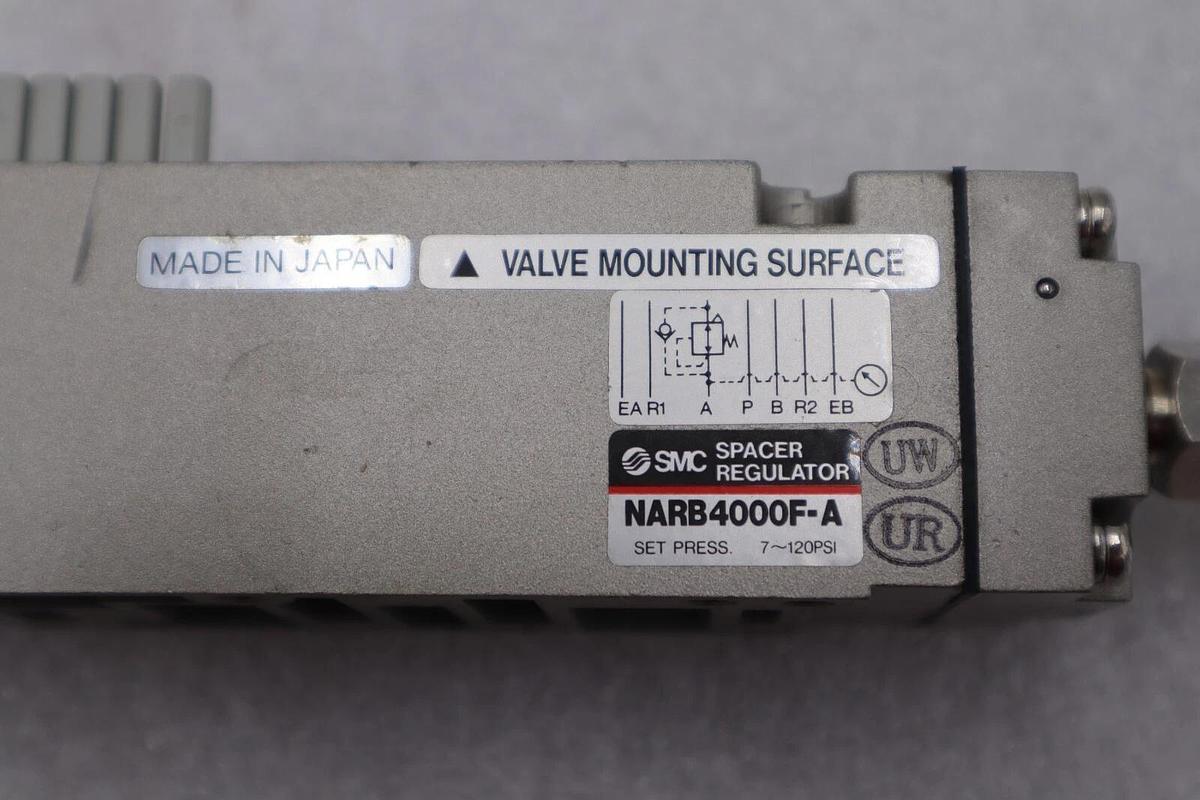 MADE IN JAPAN
▲ VALVE MOUNTING SURFACE
EA R1 A P B R2 EB
SMC SPACER
REGULATOR
NARB4000F-A
SET PRESS. 7~120PSI
UW
UR